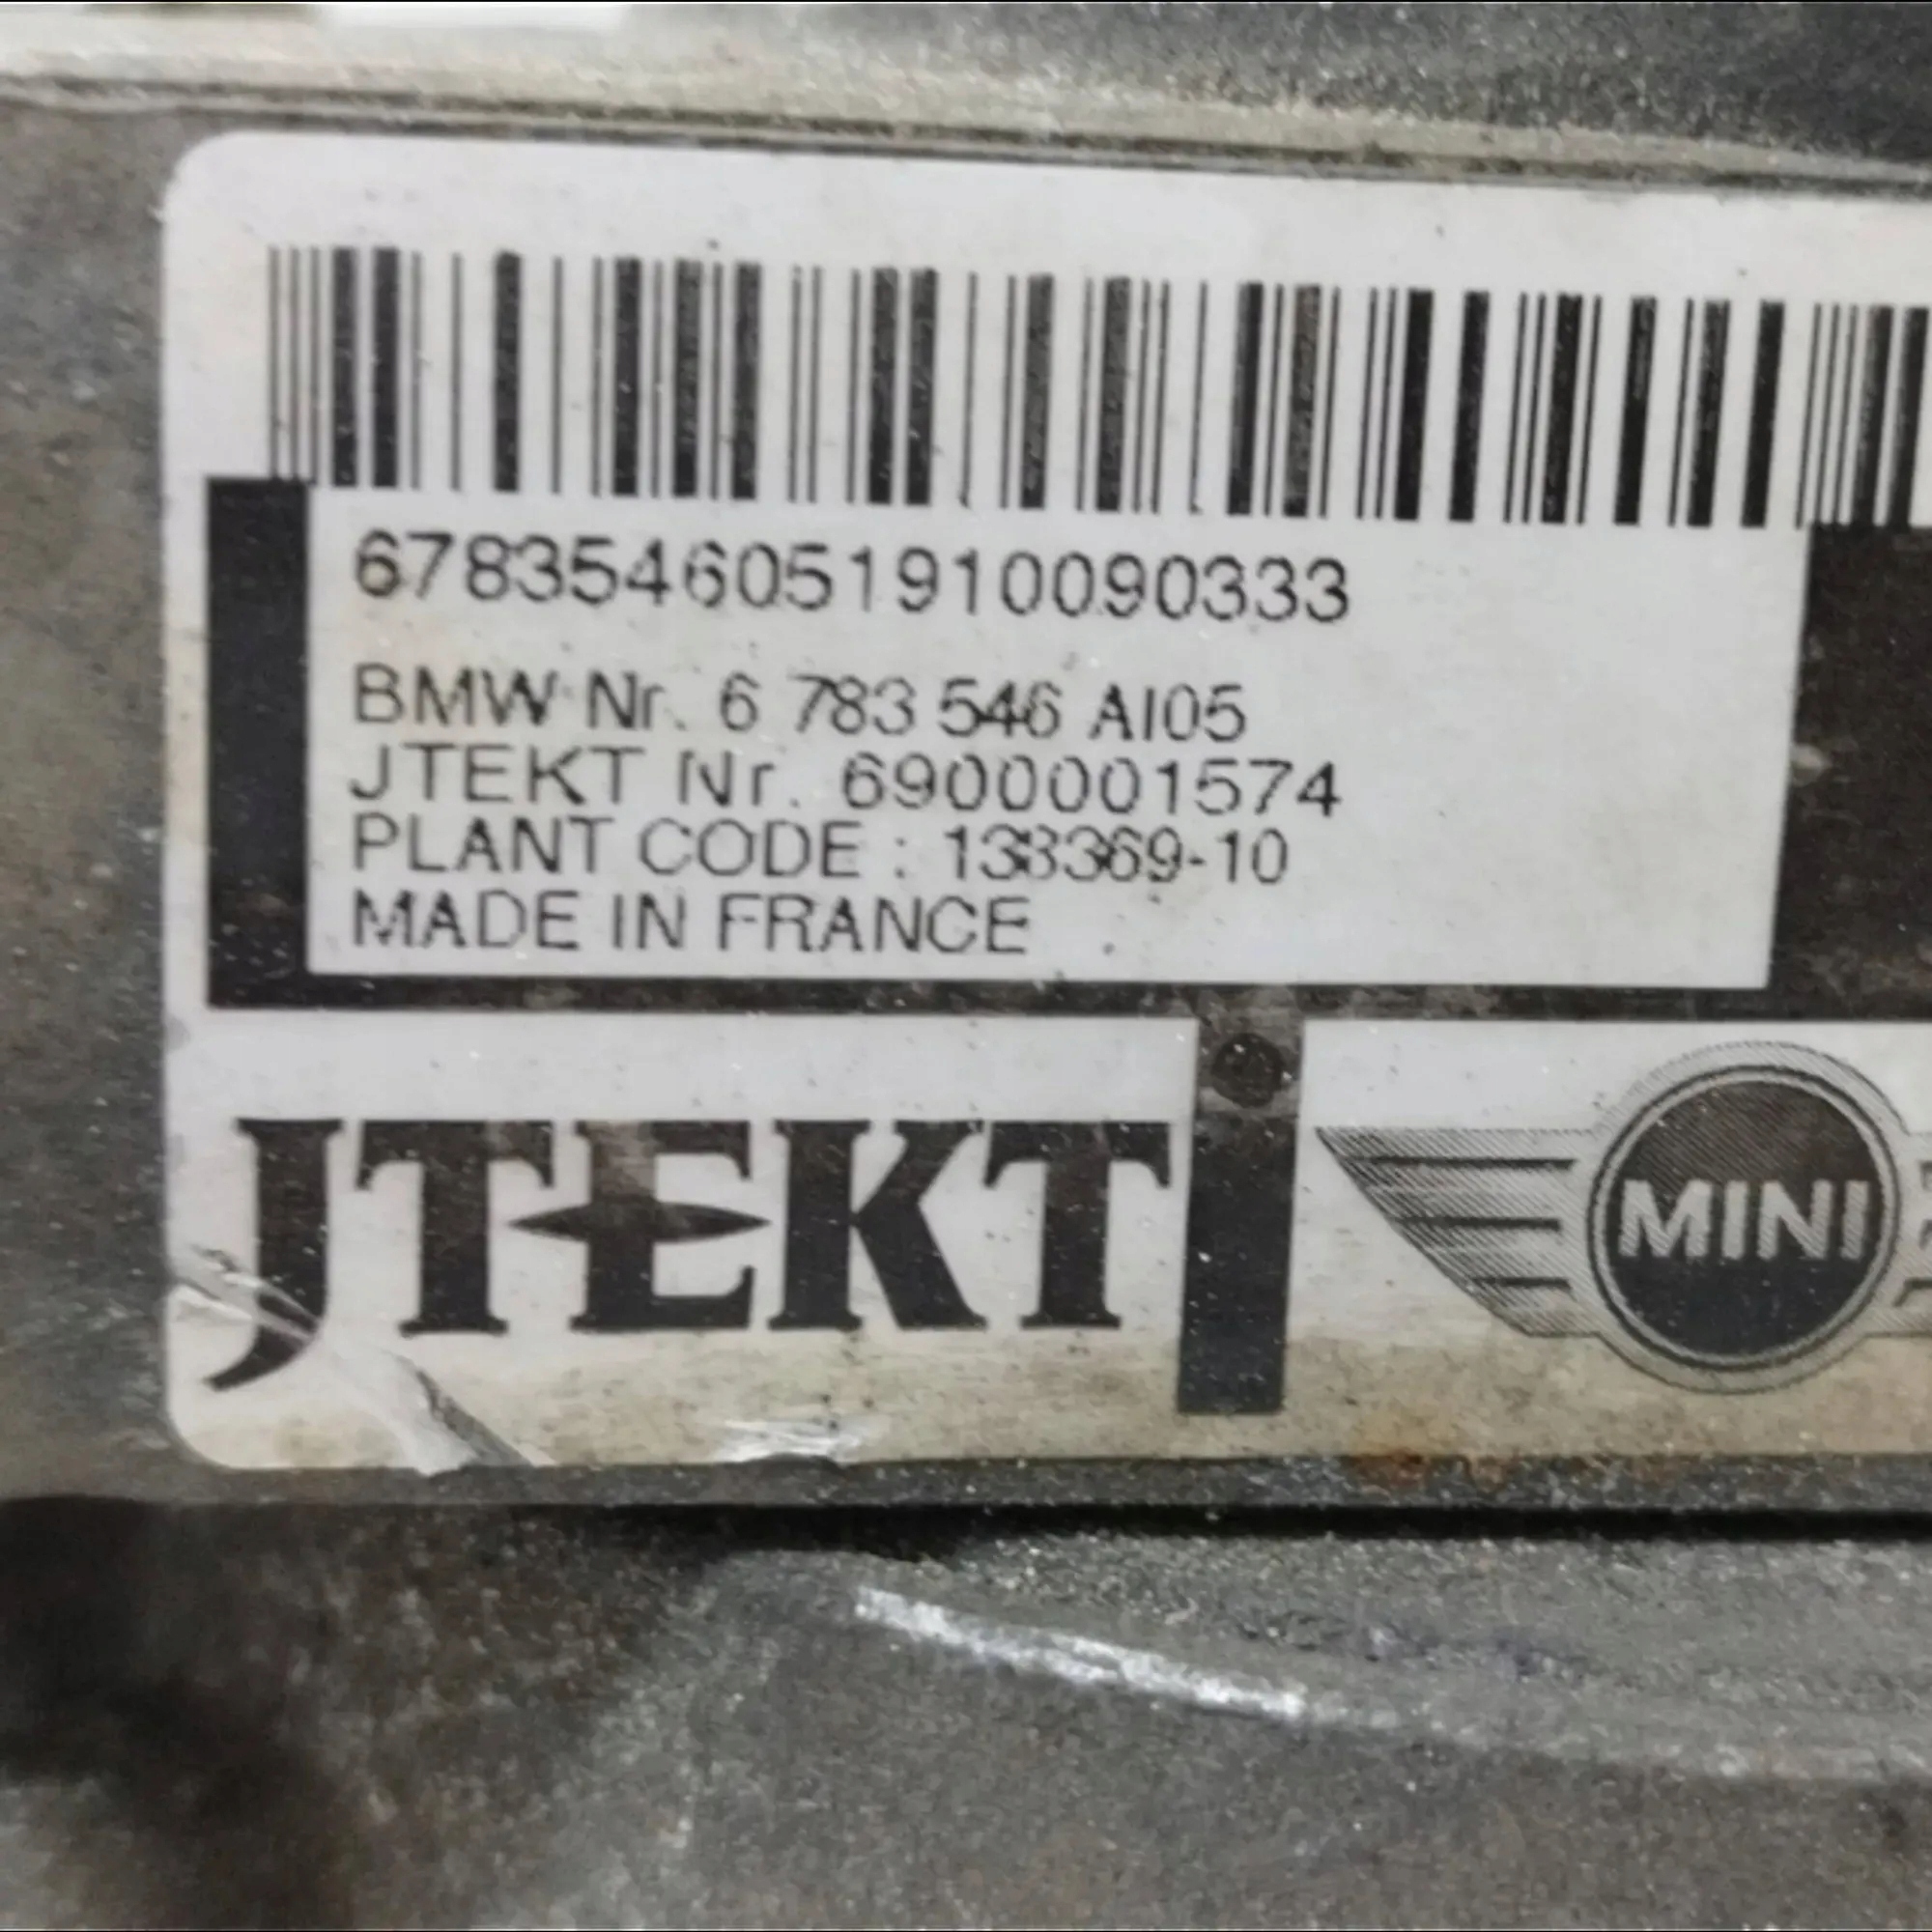 6783546051910090333
BMW Nr. 6 783 546 AI05
JTEKT Nr. 6900001574
PLANT CODE : 138369-10
MADE IN FRANCE
JTEKT
MINI